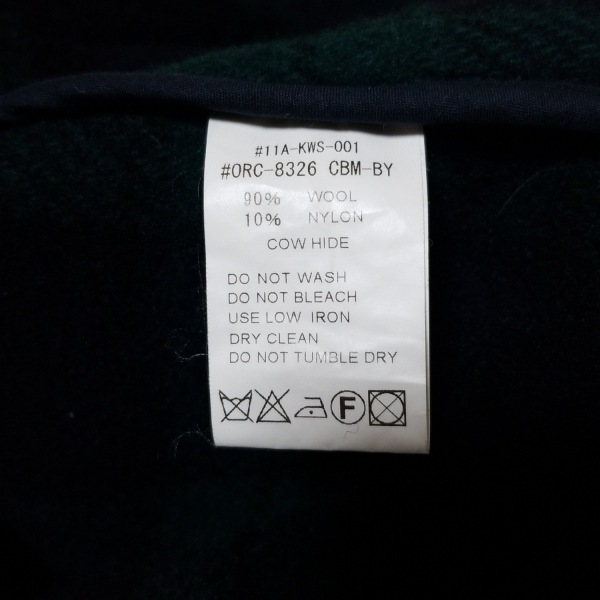 #11A-KWS-001
#ORC-8326 CBM-BY
90% WOOL
10% NYLON
COW HIDE
DO NOT WASH
DO NOT BLEACH
USE LOW IRON
DRY CLEAN
DO NOT TUMBLE DRY
F